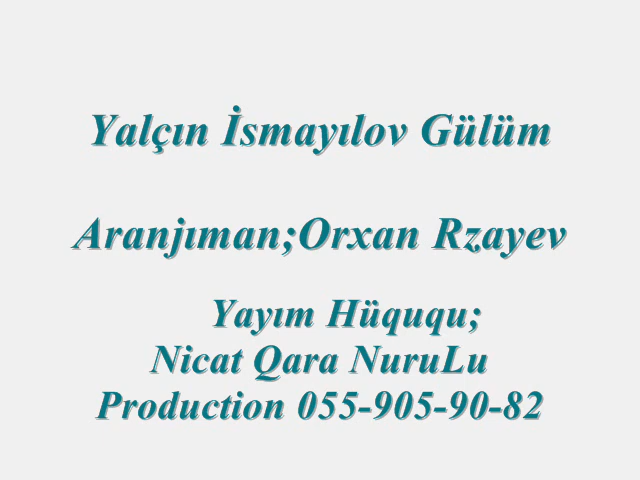 Yalçın İsmayılov Gülüm
Aranjıman;Orxan Rzayev
Yayım Hüququ;
Nicat Qara NuruLu
Production 055-905-90-82